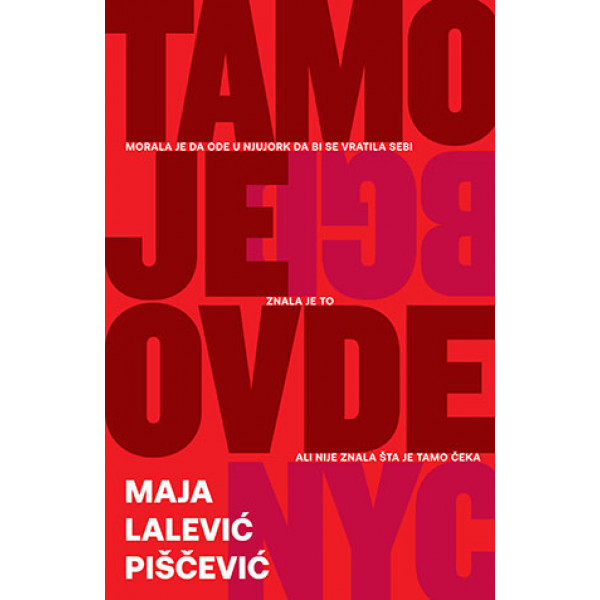 TAMO
MORALA JE DA ODE U NJUJORK DA BI SE VRATILA SEBI
JE
BG
ZNALA JE TO
OVDE
ALI NIJE ZNALA ŠTA JE TAMO ČEKA
NYC
MAJA
LALEVIĆ
PIŠČEVIĆ